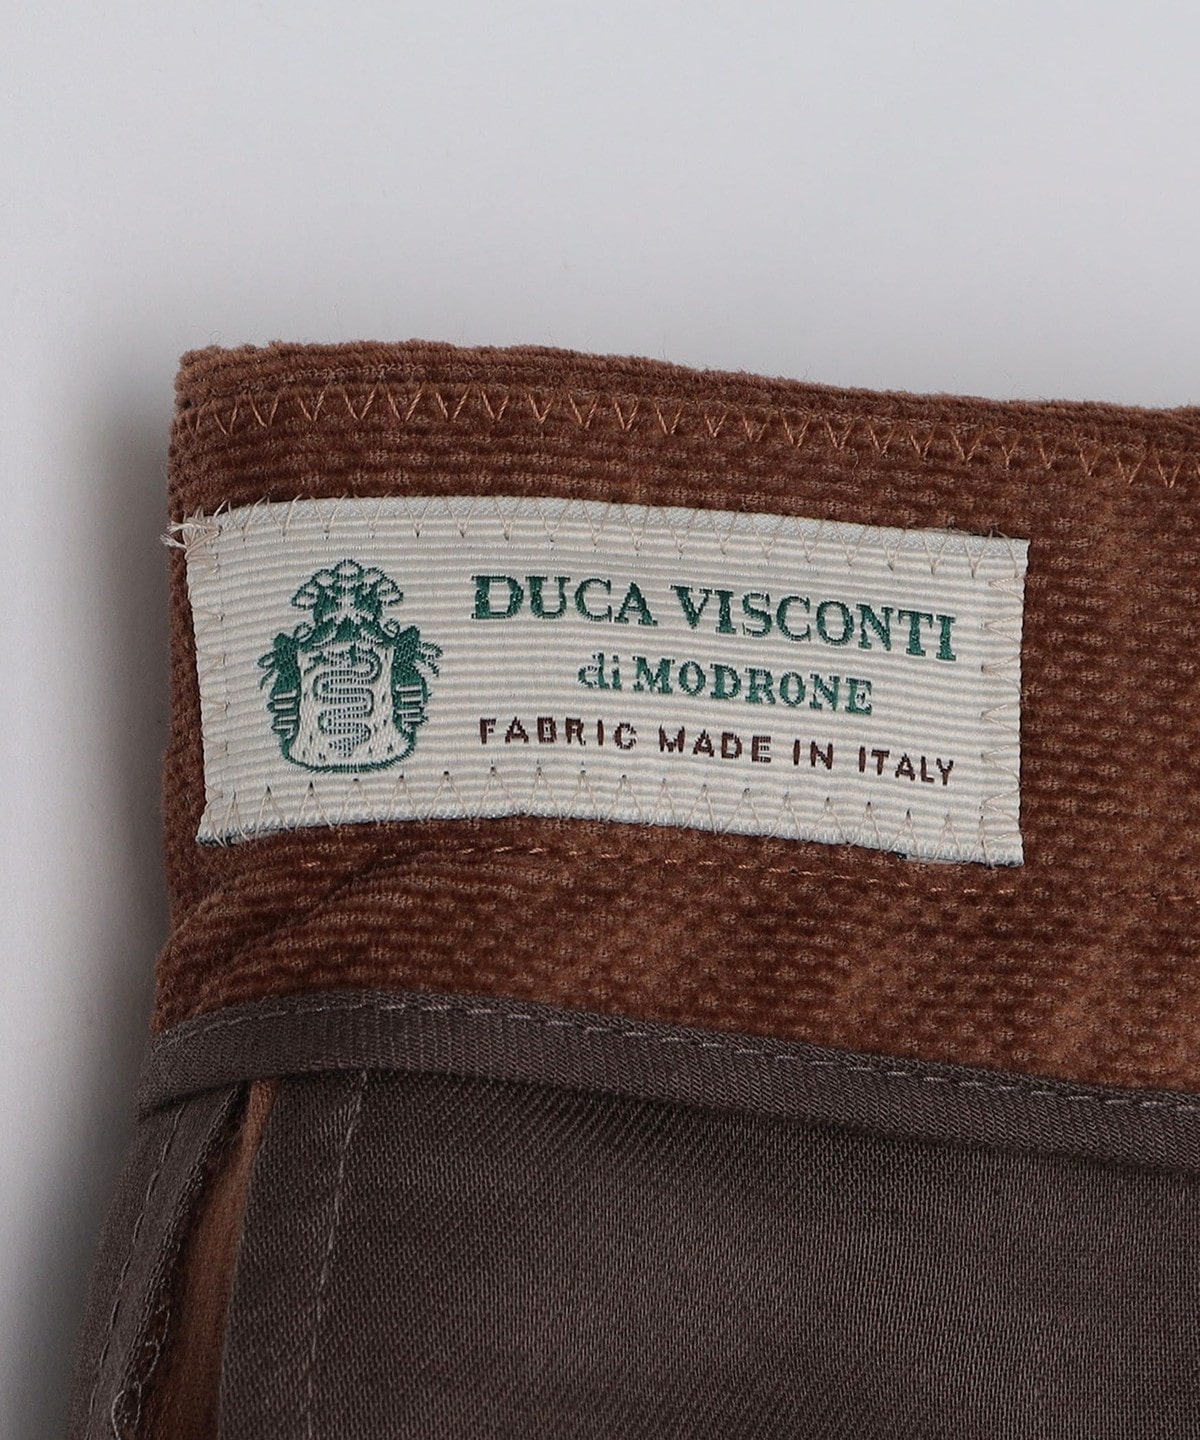 DUCA VISCONTI
di MODRONE
FABRIC MADE IN ITALY